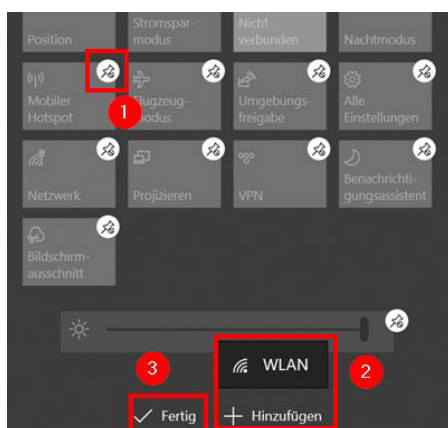 Position
Stromspar-
modus
Nicht
verbunden
Nachtmodus
Mobiler
Hotspot
1
Flugzeug-
modus
Umgebungs-
freigabe
Alle
Einstellungen
Netzwerk
Projizieren
VPN
Benachrichti-
gungsassistent
Bildschirm-
ausschnitt
3
WLAN
2
Fertig
Hinzufügen